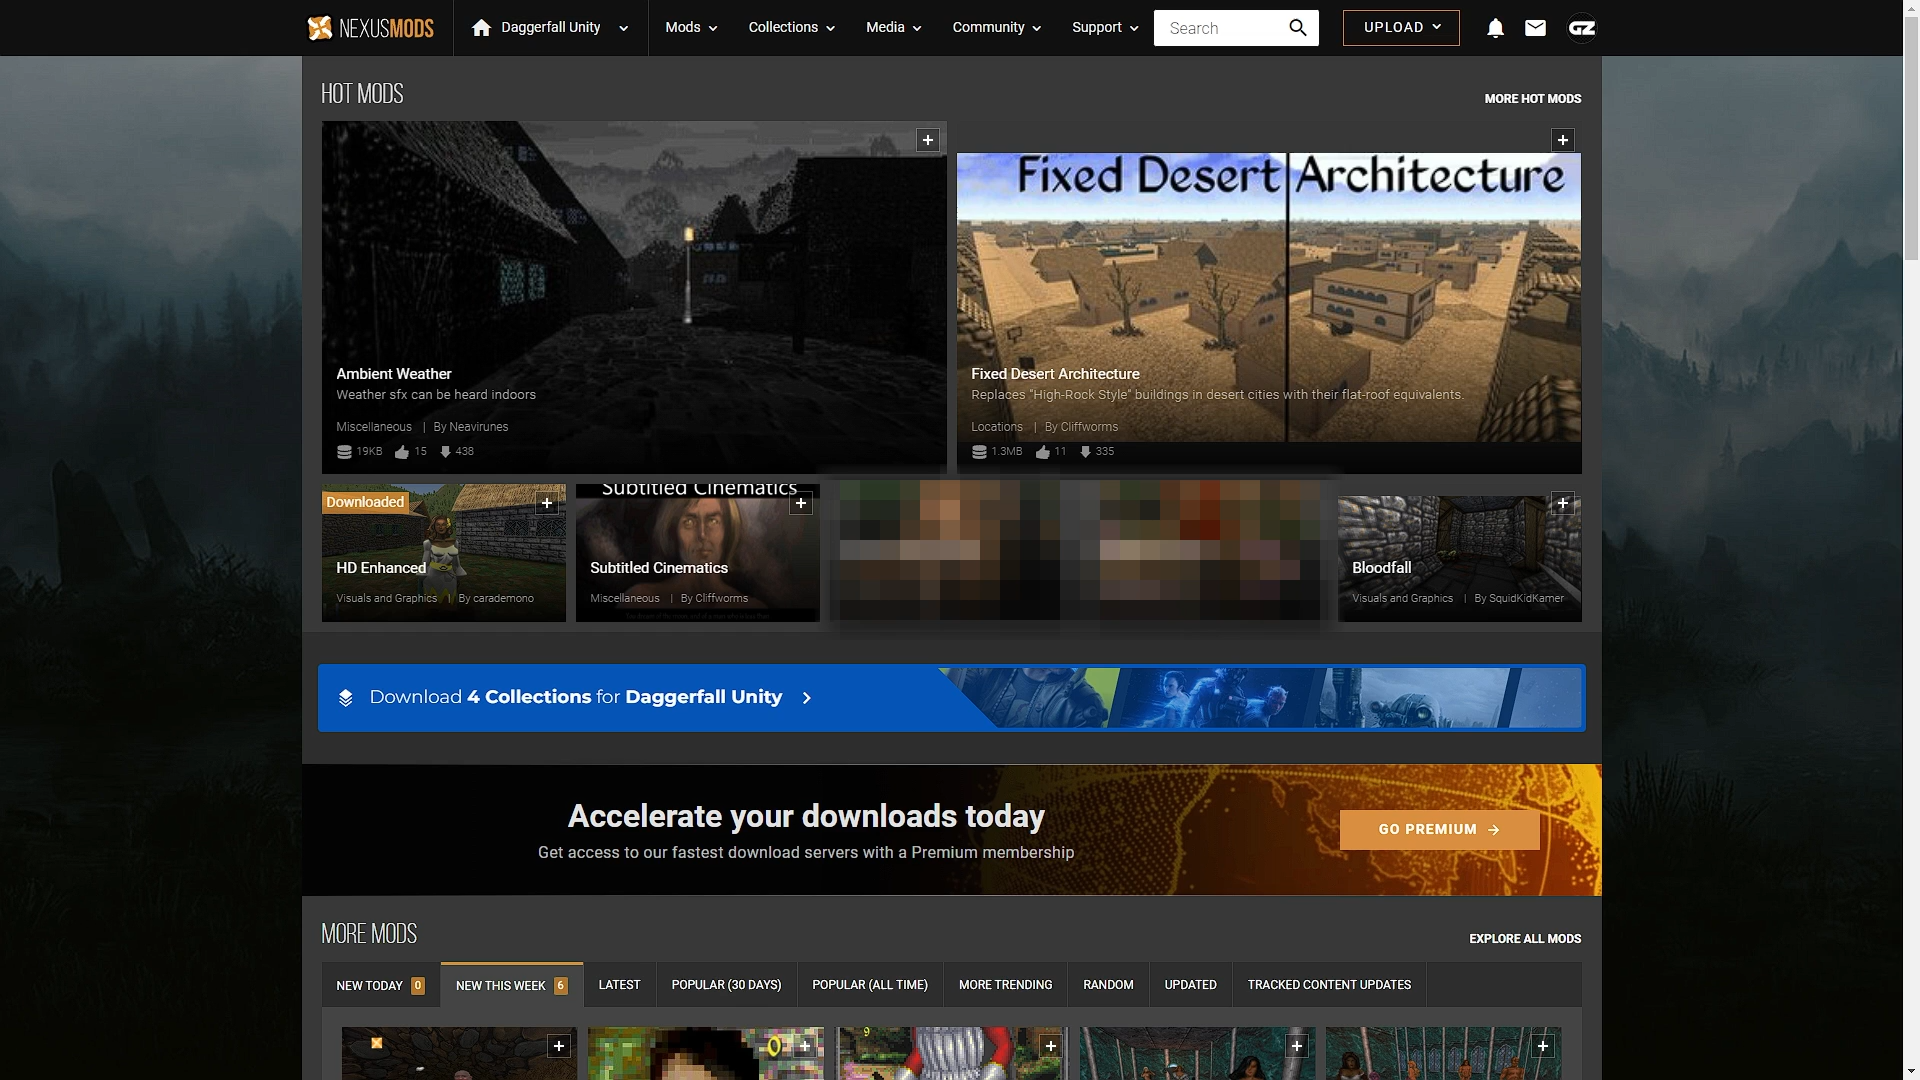 NEXUSMODS
Daggerfall Unity
Mods
Collections
Media
Community
Support
Search
UPLOAD
GZ
HOT MODS
MORE HOT MODS
Ambient Weather
Weather sfx can be heard indoors
Miscellaneous | By Neavirunes
19KB 15 438
Fixed Desert Architecture
Fixed Desert Architecture
Replaces "High-Rock Style" buildings in desert cities with their flat-roof equivalents.
Locations | By Cliffworms
1.3MB 11 335
Downloaded
HD Enhanced
Visuals and Graphics | By carademono
Subtitled Cinematics
Subtitled Cinematics
Miscellaneous | By Cliffworms
Bloodfall
Visuals and Graphics | By SquidKidKamer
Download 4 Collections for Daggerfall Unity
Accelerate your downloads today
Get access to our fastest download servers with a Premium membership
GO PREMIUM
MORE MODS
EXPLORE ALL MODS
NEW TODAY 0
NEW THIS WEEK 6
LATEST
POPULAR (30 DAYS)
POPULAR (ALL TIME)
MORE TRENDING
RANDOM
UPDATED
TRACKED CONTENT UPDATES
9